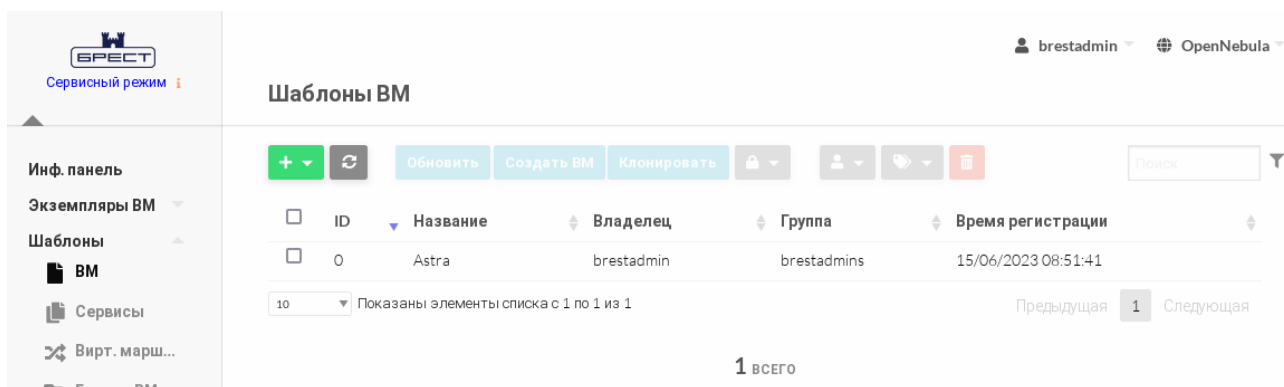 БРЕСТ
Сервисный режим i
brestadmin
OpenNebula
Шаблоны ВМ
Обновить Создать ВМ Клонировать
Поиск
Инф. панель
Экземпляры ВМ
Шаблоны
ВМ
Сервисы
Вирт. марш...
ID Название Владелец Группа Время регистрации
0 Astra brestadmin brestadmins 15/06/2023 08:51:41
10 Показаны элементы списка с 1 по 1 из 1
Предыдущая 1 Следующая
1 ВСЕГО